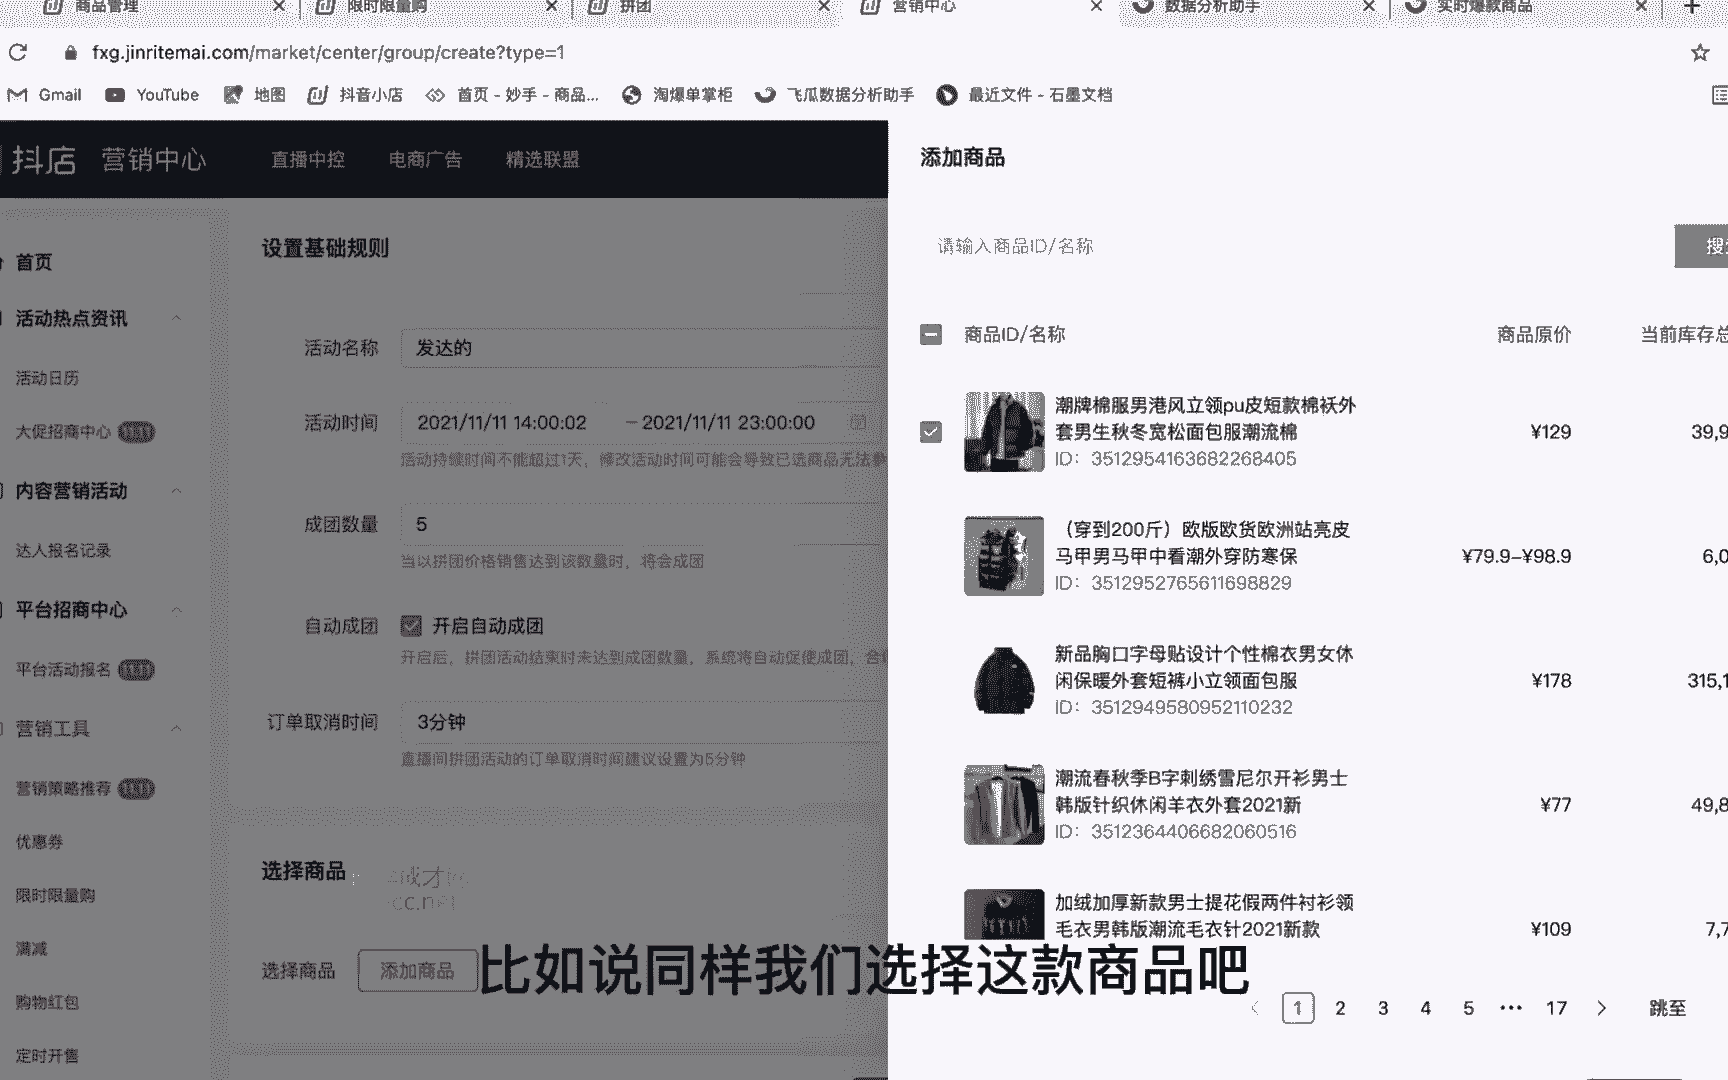 商品管理
限时限量购
拼团
营销中心
数据分析助手
实时爆款商品
fxg.jinritemai.com/market/center/group/create?type=1
Gmail
YouTube
地图
抖音小店
首页 - 妙手 - 商品...
淘爆单掌柜
飞瓜数据分析助手
最近文件 - 石墨文档
抖店
营销中心
直播中控
电商广告
精选联盟
首页
活动热点资讯
活动日历
大促招商中心
内容营销活动
达人报名记录
平台招商中心
平台活动报名
营销工具
营销策略推荐
优惠券
限时限量购
满减
购物红包
定时开售
设置基础规则
活动名称
发达的
活动时间
2021/11/11 14:00:02
– 2021/11/11 23:00:00
活动持续时间不能超过1天，修改活动时间可能会导致已选商品无法参
成团数量
5
当以拼团价格销售达到该数量时，将会成团
自动成团
开启自动成团
开启后，拼团活动结束时未达到成团数量，系统将自动促使成团，
订单取消时间
3分钟
直播间拼团活动的订单取消时间建议设置为5分钟
选择商品
选择商品
添加商品
添加商品
请输入商品ID/名称
商品ID/名称
商品原价
当前库存总
潮牌棉服男港风立领pu皮短款棉袄外
套男生秋冬宽松面包服潮流棉
ID： 3512954163682268405
¥129
39,9
（穿到200斤）欧版欧货欧洲站亮皮
马甲男马甲中看潮外穿防寒保
ID： 3512952765611698829
¥79.9–¥98.9
6,0
新品胸口字母贴设计个性棉衣男女休
闲保暖外套短裤小立领面包服
ID： 3512949580952110232
¥178
315,1
潮流春秋季B字刺绣雪尼尔开衫男士
韩版针织休闲羊衣外套2021新
ID： 3512364406682060516
¥77
49,8
加绒加厚新款男士提花假两件衬衫领
毛衣男韩版潮流毛衣针2021新款
¥109
7,7
比如说同样我们选择这款商品吧
1
2
3
4
5
•••
17
跳至